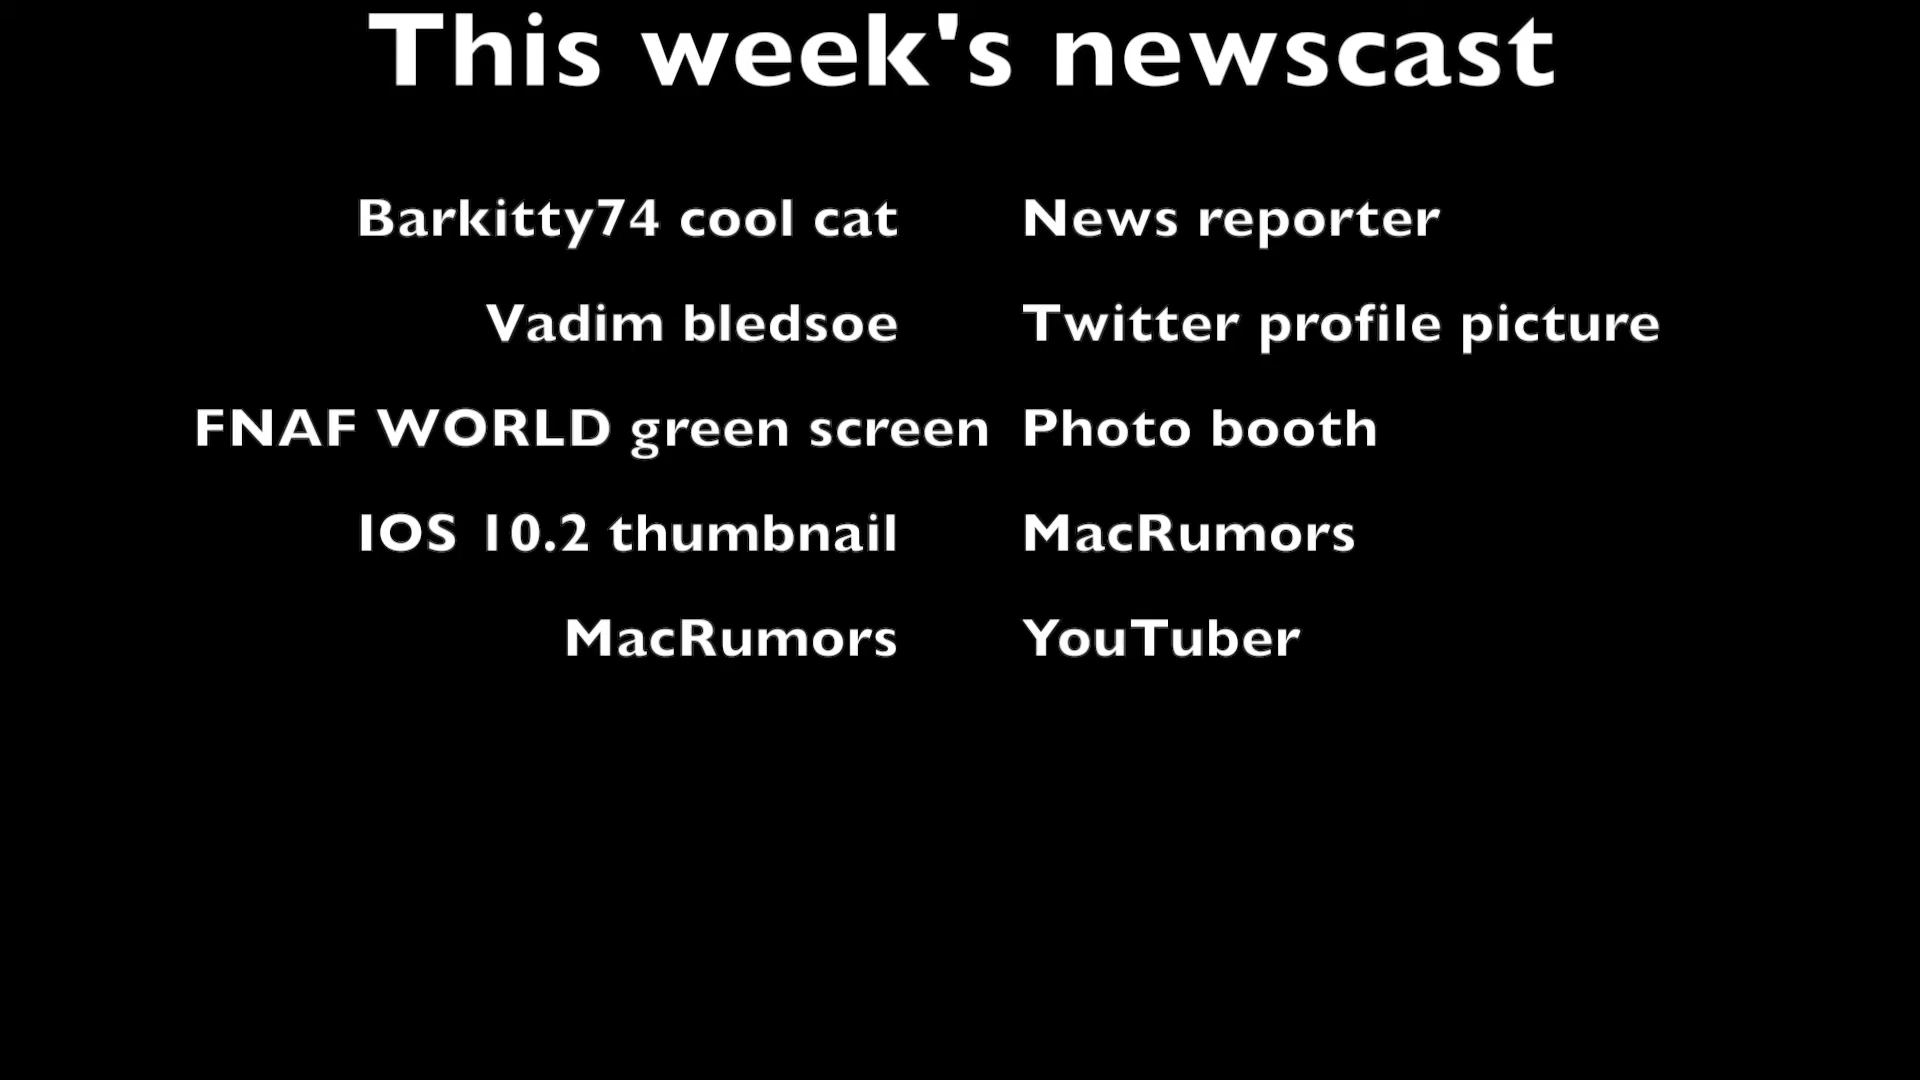 This week's newscast
Barkitty74 cool cat News reporter
Vadim bledsoe Twitter profile picture
FNAF WORLD green screen Photo booth
IOS 10.2 thumbnail MacRumors
MacRumors YouTuber